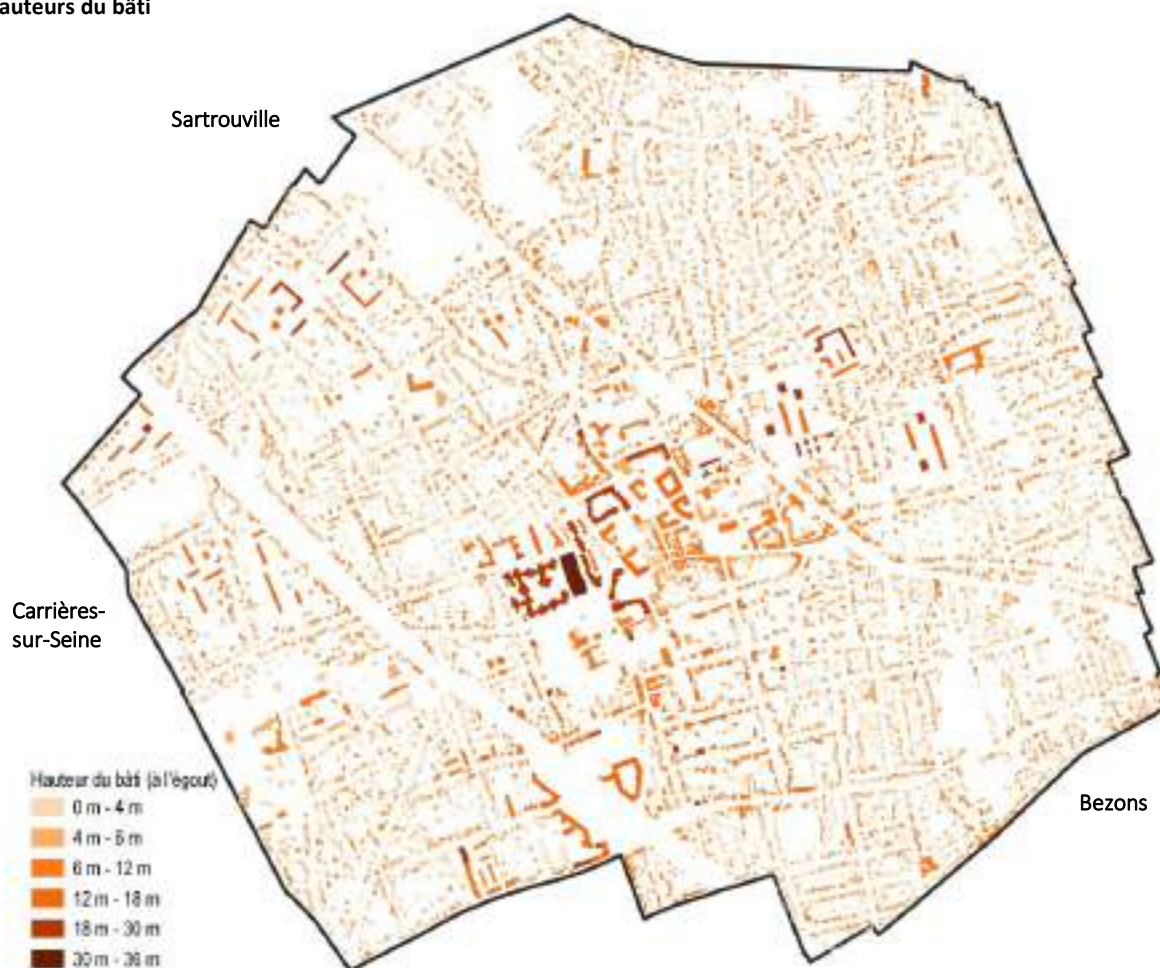 auteurs du bâti
Sartrouville
Carrières-
sur-Seine
Bezons
Hauteur du bâti (à l'égout)
0 m - 4 m
4 m - 6 m
6 m - 12 m
12 m - 18 m
18 m - 30 m
30 m - 36 m